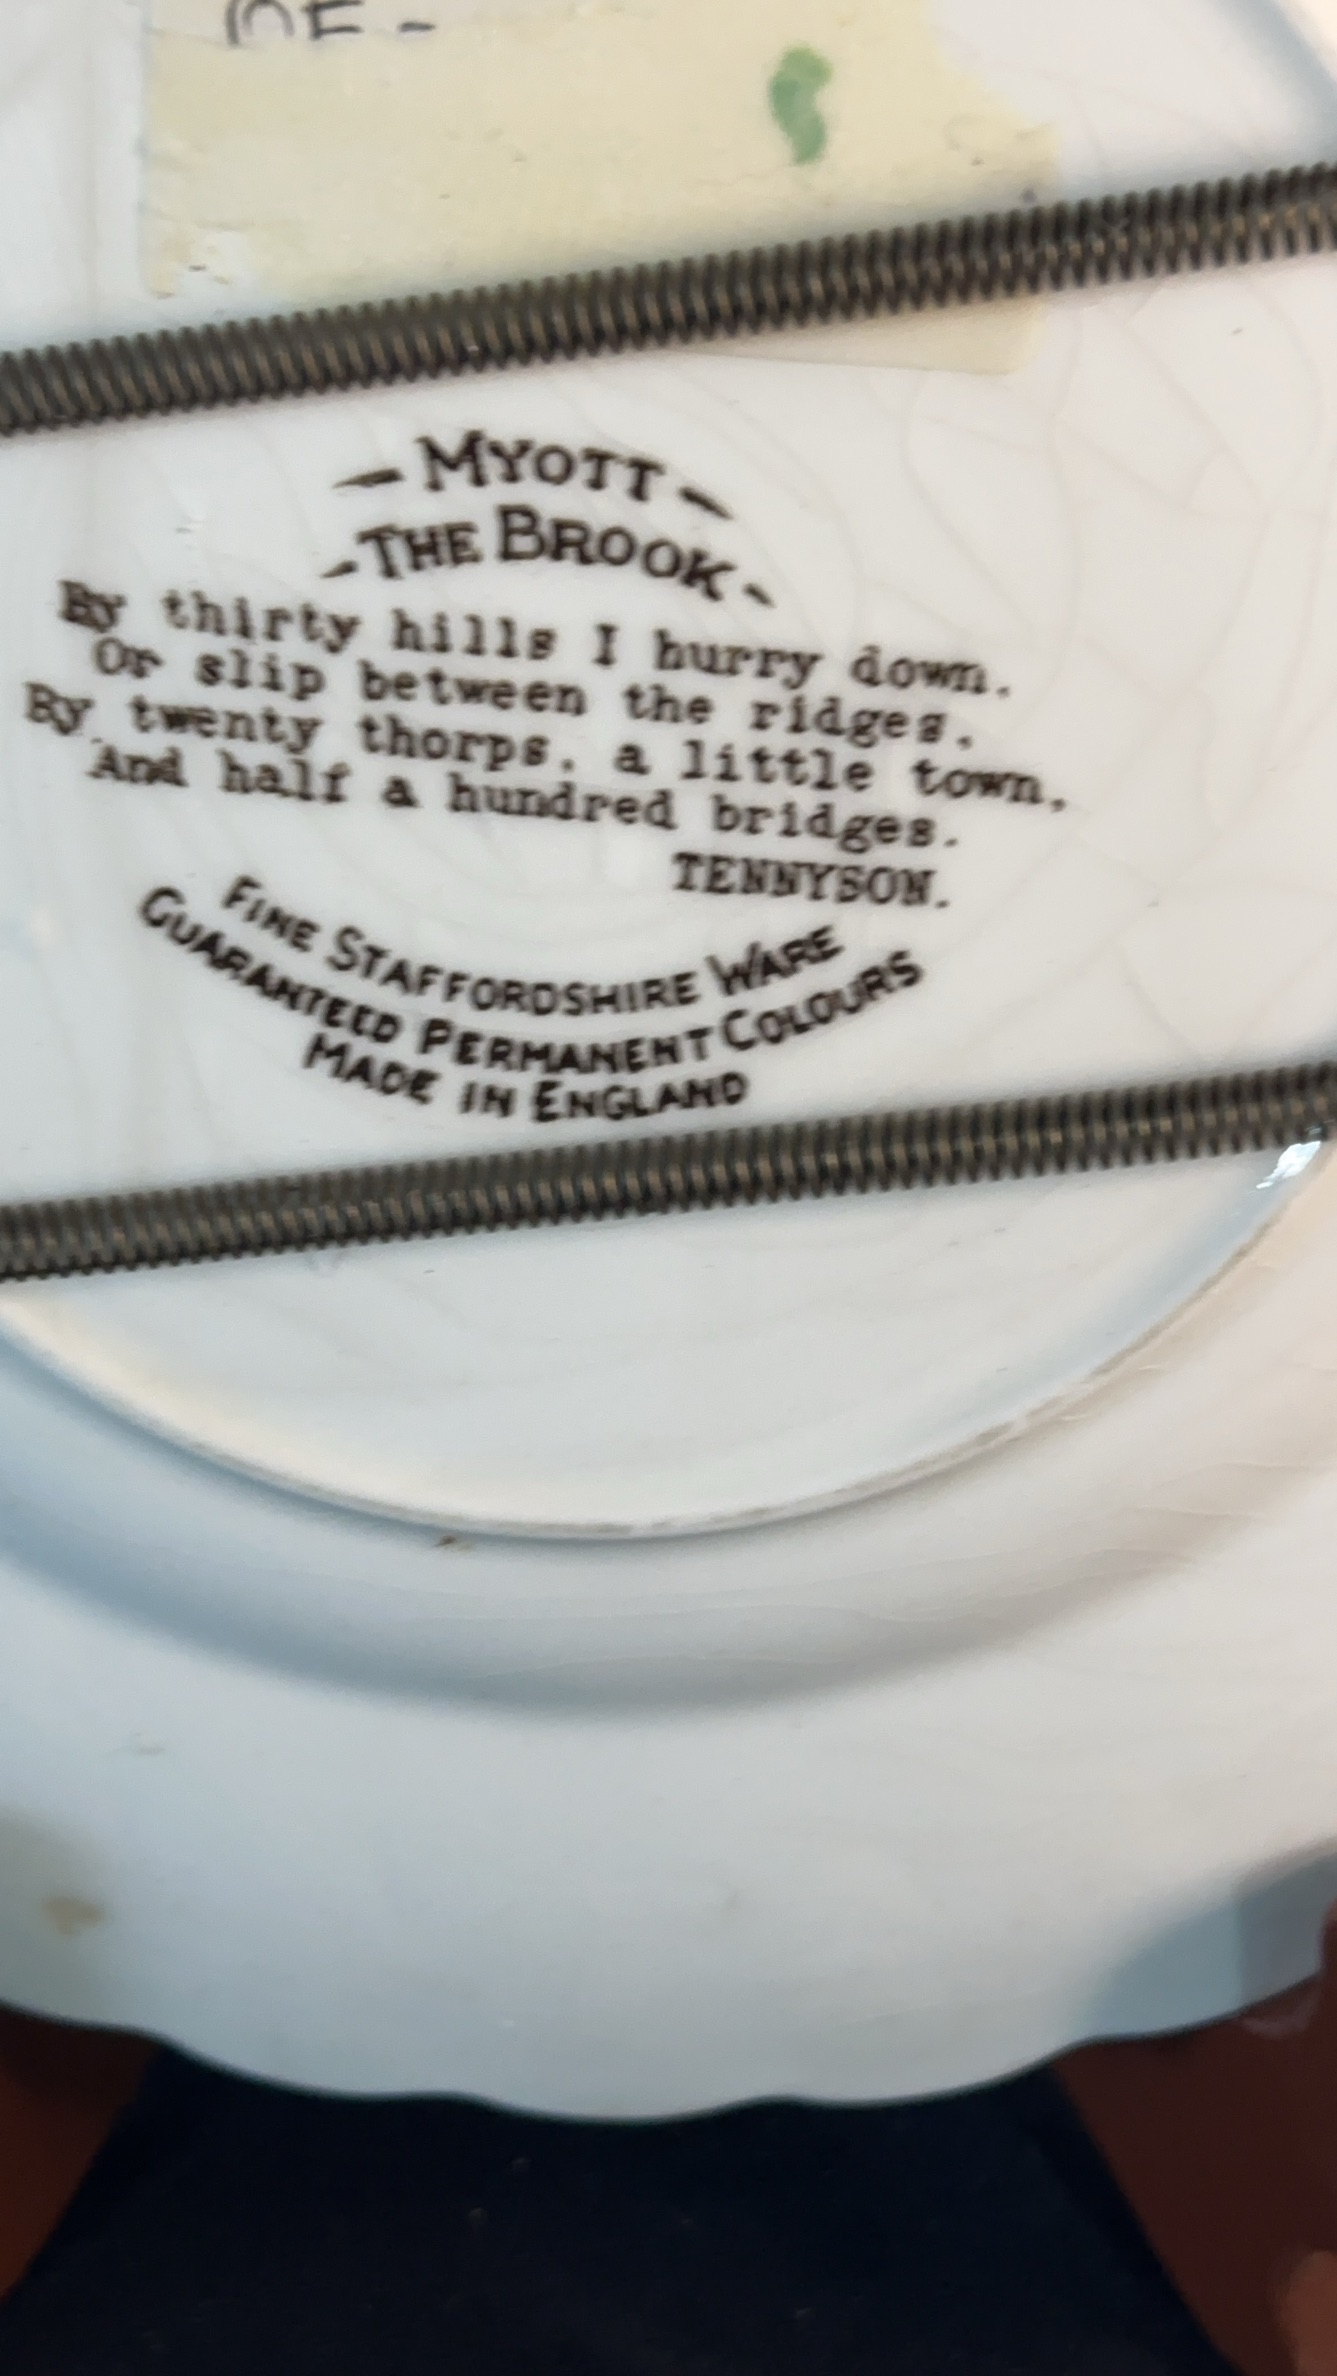 - MYOTT -
- THE BROOK -
By thirty hills I hurry down.
Or slip between the ridges.
By twenty thorps. a little town,
And half a hundred bridges.
TENNYSON.
FINE STAFFORDSHIRE WARE
GUARANTEED PERMANENT COLOURS
MADE IN ENGLAND